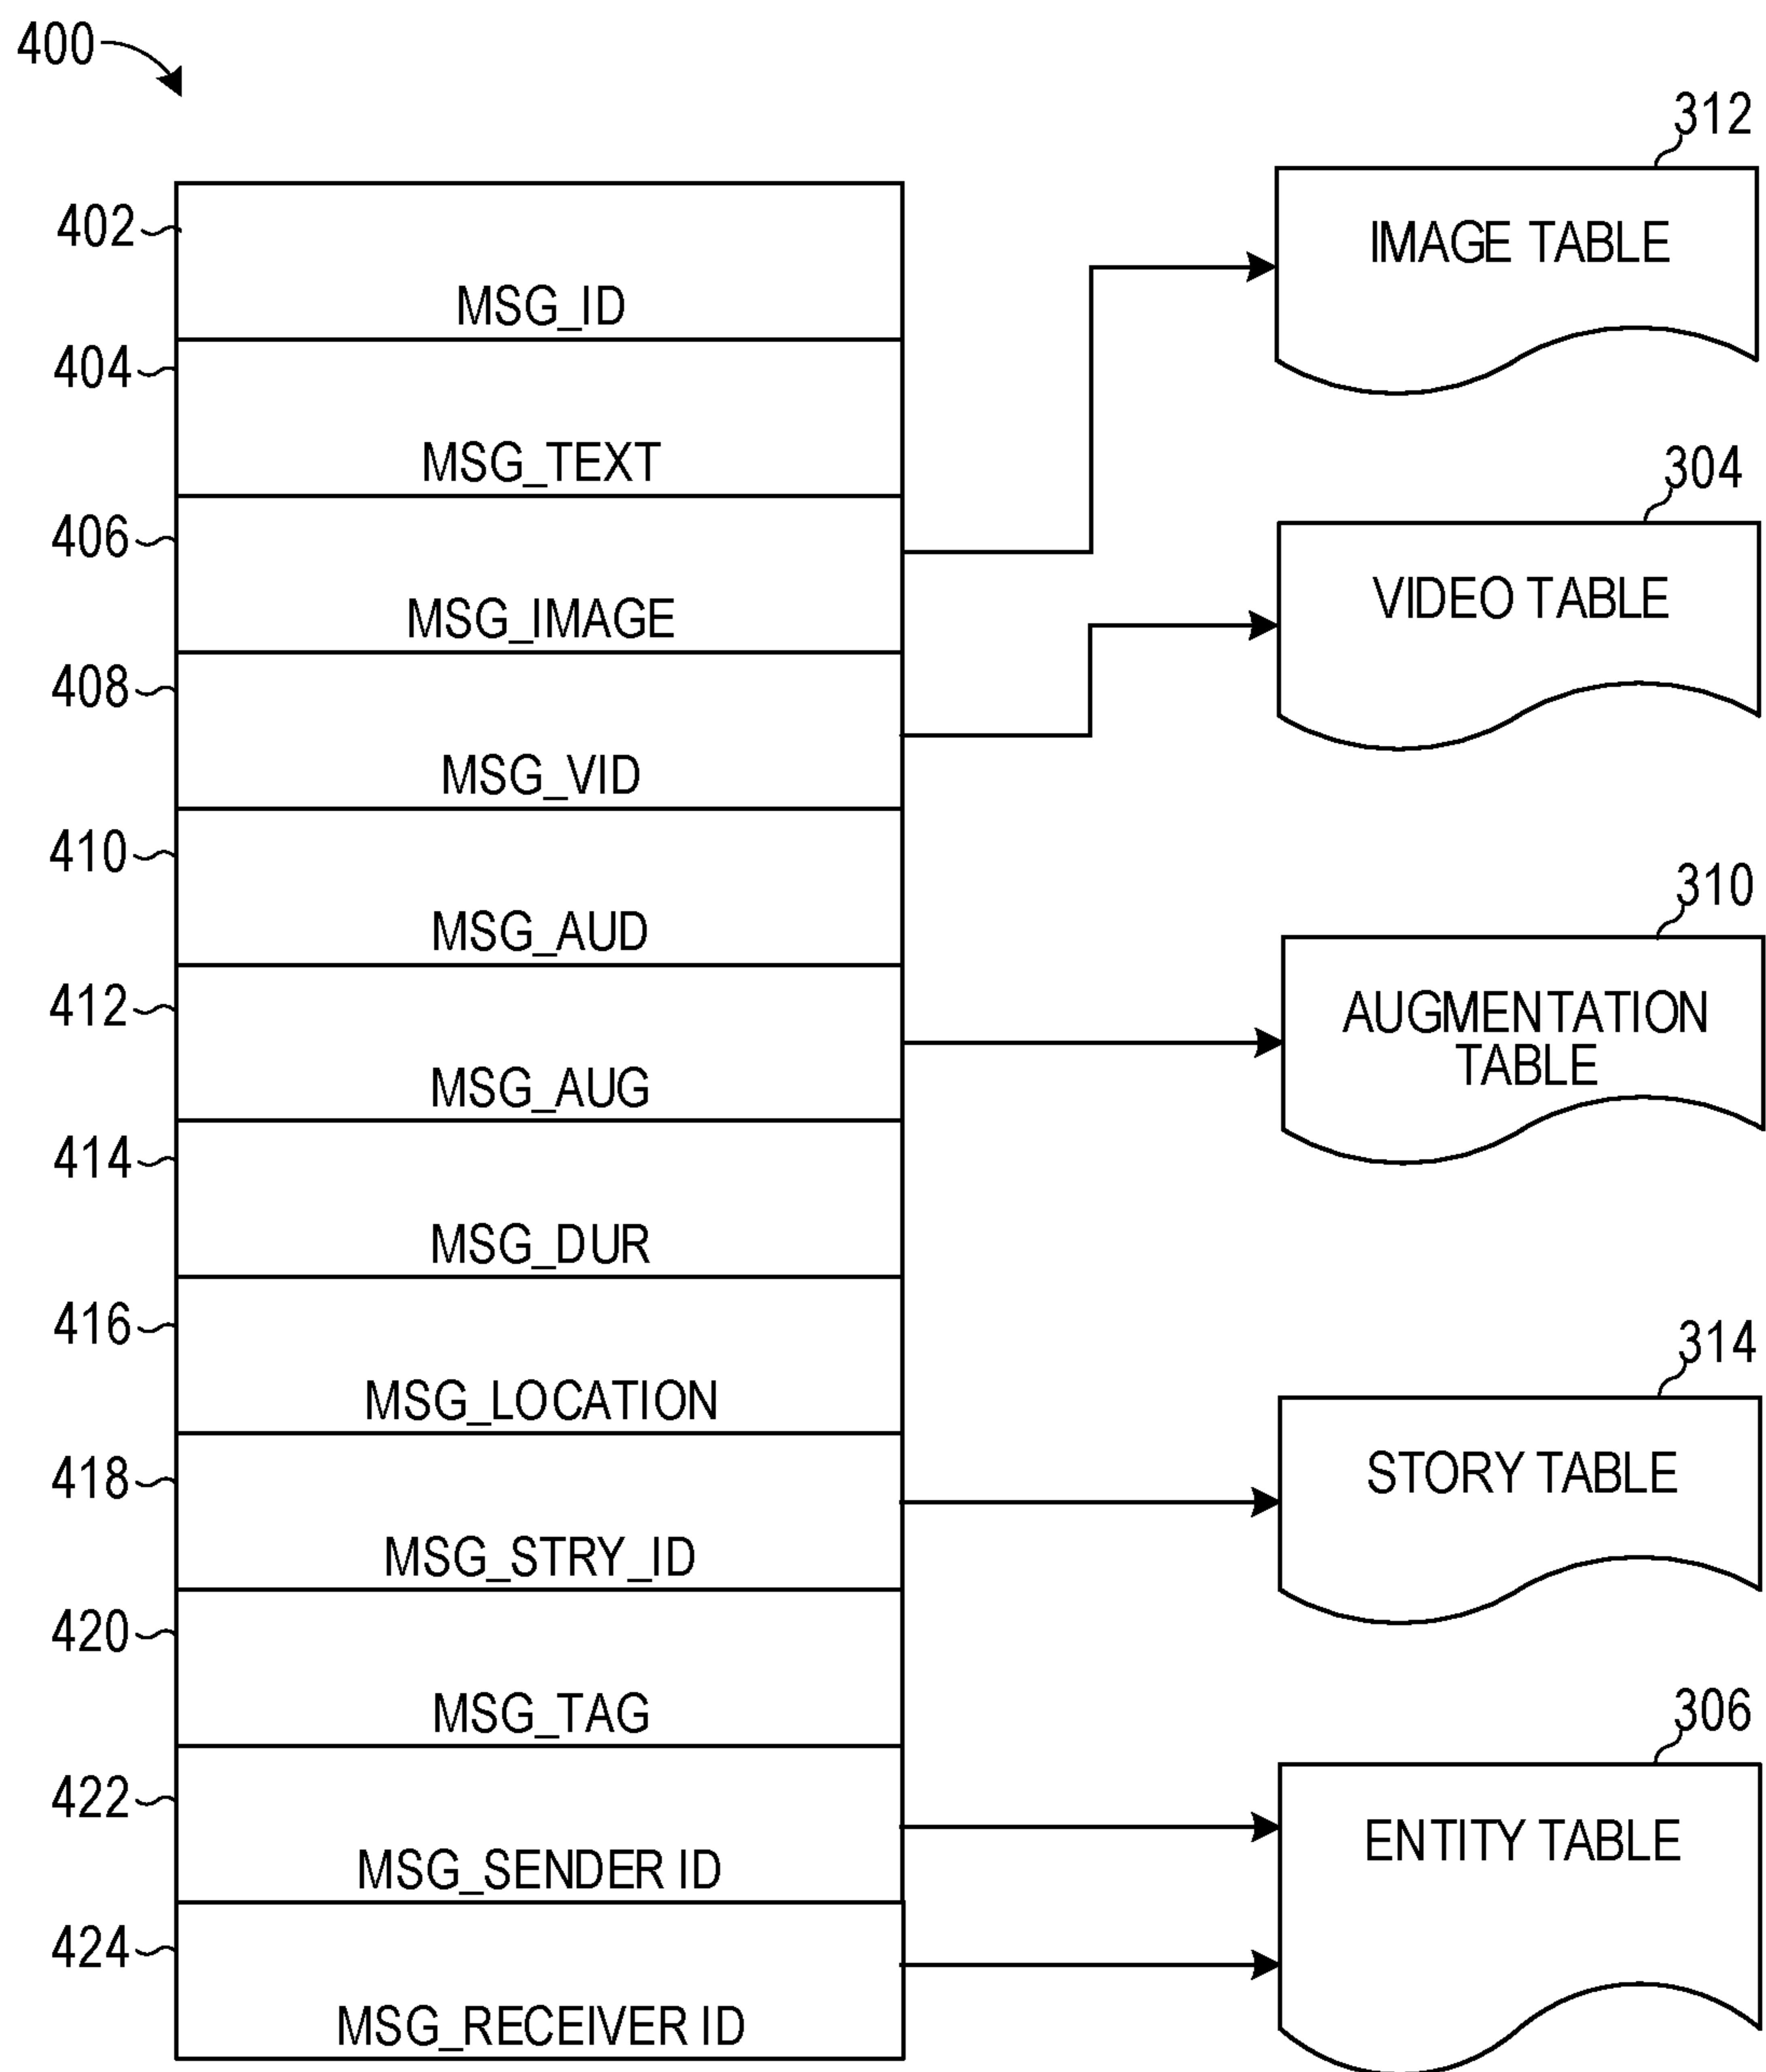 400
312
IMAGE TABLE
402
MSG_ID
404
MSG_TEXT
304
VIDEO TABLE
406
MSG_IMAGE
408
MSG_VID
410
MSG_AUD
310
AUGMENTATION
TABLE
412
MSG_AUG
414
MSG_DUR
416
MSG_LOCATION
314
STORY TABLE
418
MSG_STRY_ID
420
MSG_TAG
306
ENTITY TABLE
422
MSG_SENDER ID
424
MSG_RECEIVER ID